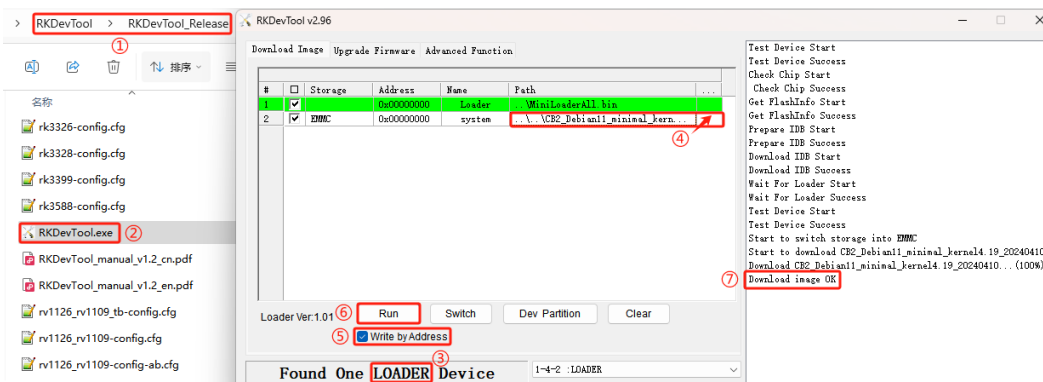 > RKDevTool > RKDevTool_Release
①
排序
名称
rk3326-config.cfg
rk3328-config.cfg
rk3399-config.cfg
rk3588-config.cfg
RKDevTool.exe ②
RKDevTool_manual_v1.2_cn.pdf
RKDevTool_manual_v1.2_en.pdf
rv1126_rv1109_tb-config.cfg
rv1126_rv1109-config.cfg
rv1126_rv1109-config-ab.cfg
RKDevTool v2.96
Download Image Upgrade Firmware Advanced Function
# Storage Address Name Path ...
1 0x00000000 Loader ..\MiniLoaderAll.bin
2 EMMC 0x00000000 system ..\..\CB2_Debian11_minimal_kern...
④
Loader Ver:1.01 ⑥ Run Switch Dev Partition Clear
⑤ Write by Address
③
Found One LOADER Device 1-4-2 :LOADER
Test Device Start
Test Device Success
Check Chip Start
Check Chip Success
Get FlashInfo Start
Get FlashInfo Success
Prepare IDB Start
Prepare IDB Success
Download IDB Start
Download IDB Success
Wait For Loader Start
Wait For Loader Success
Test Device Start
Test Device Success
Start to switch storage into EMMC
Start to download CB2_Debian11_minimal_kernel4.19_20240410
Download CB2_Debian11_minimal_kernel4.19_20240410...(100%)
⑦ Download image OK